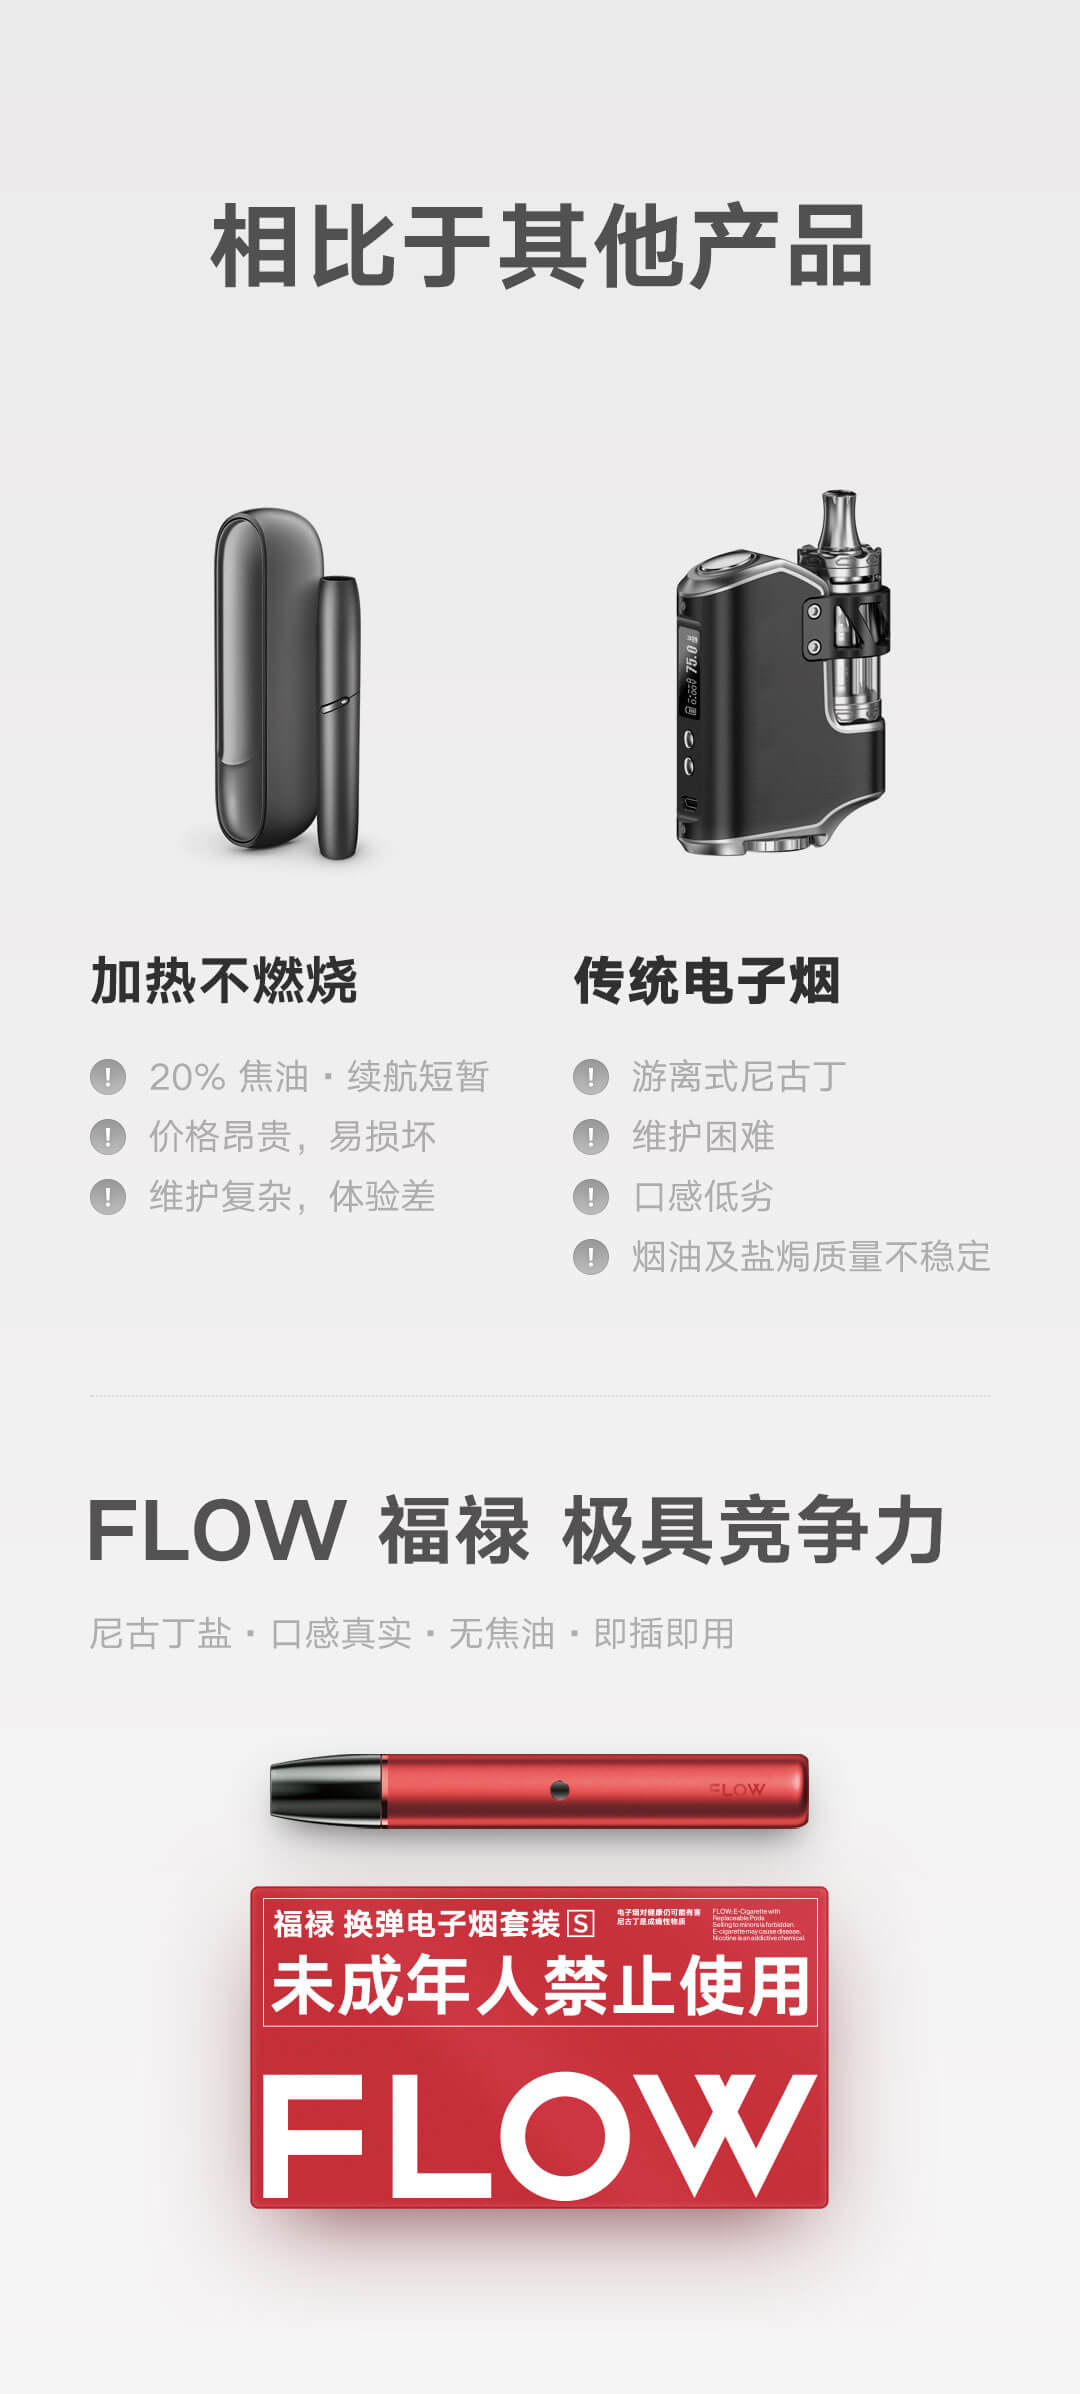 相比于其他产品
加热不燃烧
20% 焦油·续航短暂
价格昂贵，易损坏
维护复杂，体验差
传统电子烟
游离式尼古丁
维护困难
口感低劣
烟油及盐焗质量不稳定
FLOW 福禄 极具竞争力
尼古丁盐·口感真实·无焦油·即插即用
FLOW
福禄 换弹电子烟套装 S
电子烟对健康仍可能有害
尼古丁是成瘾性物质
FLOW: E-Cigarette with
Replaceable Pods
Selling to minors is forbidden.
E-cigarette may cause disease.
Nicotine is an addictive chemical.
未成年人禁止使用
FLOW